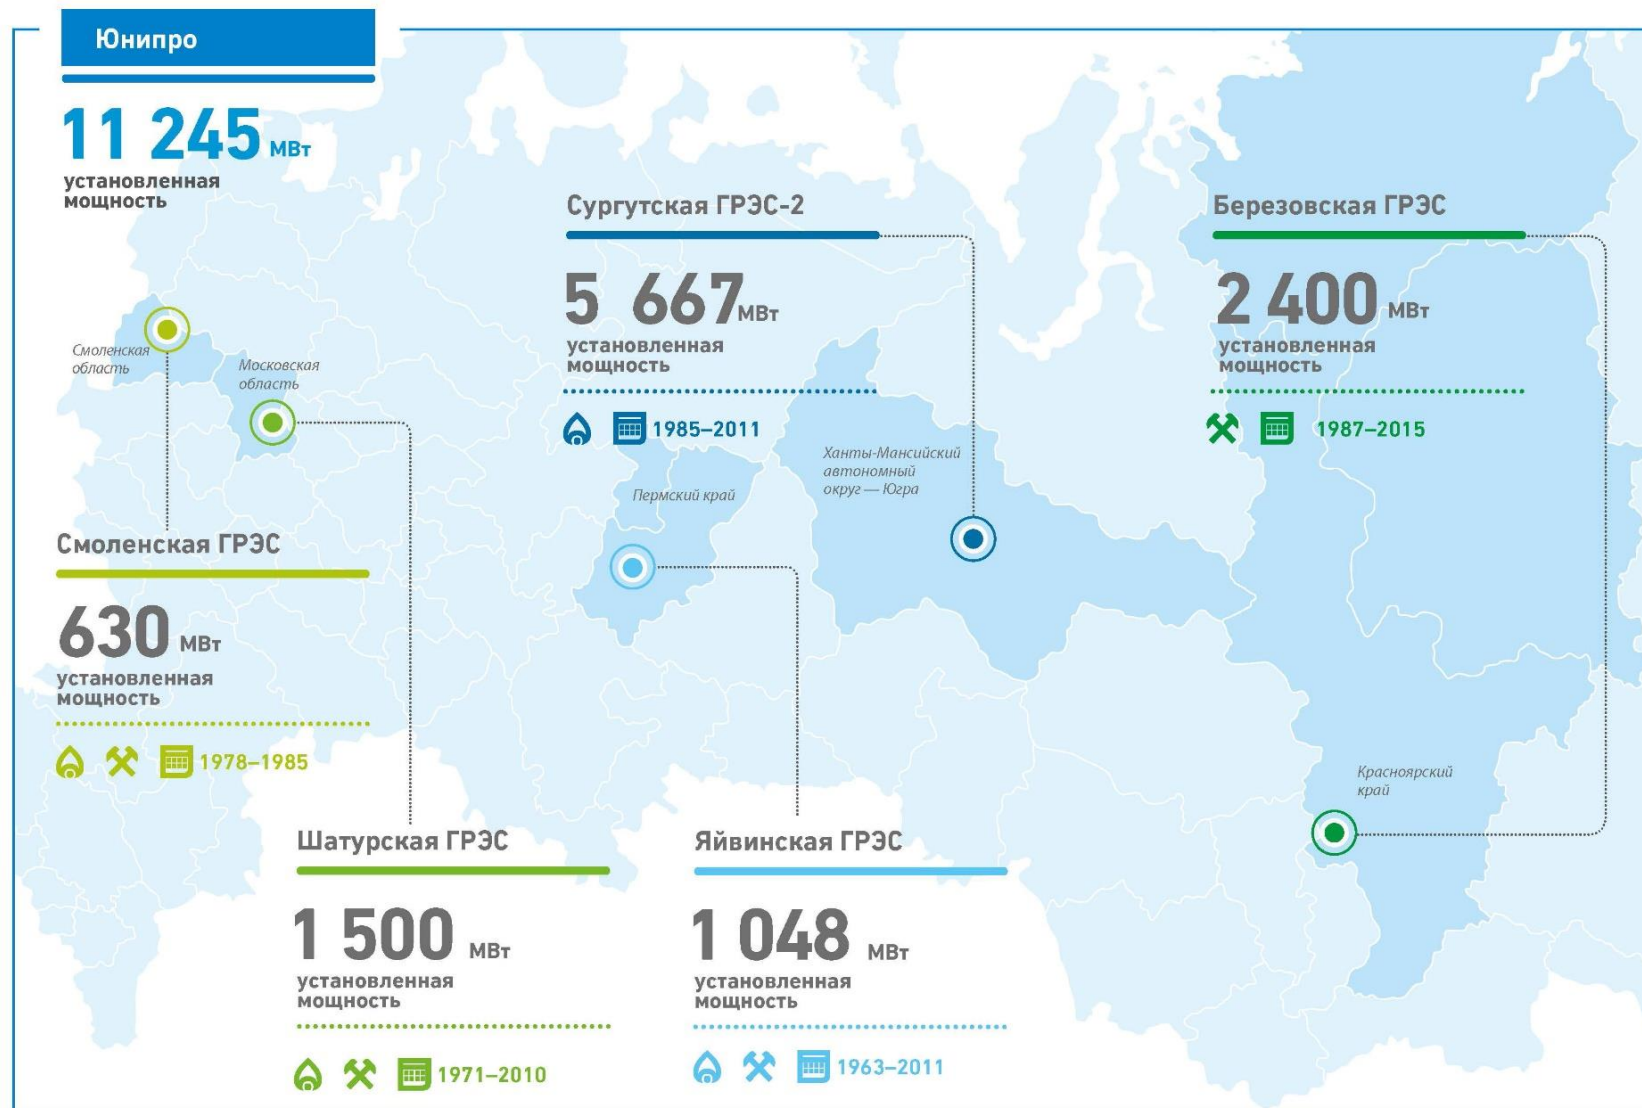 Юнипро
11 245 МВт
установленная
мощность
Сургутская ГРЭС-2
5 667 МВт
установленная
мощность
1985–2011
Березовская ГРЭС
2 400 МВт
установленная
мощность
1987–2015
Смоленская
область
Московская
область
Пермский край
Ханты-Мансийский
автономный
округ — Югра
Смоленская ГРЭС
630 МВт
установленная
мощность
1978–1985
Красноярский
край
Шатурская ГРЭС
1 500 МВт
установленная
мощность
1971–2010
Яйвинская ГРЭС
1 048 МВт
установленная
мощность
1963–2011